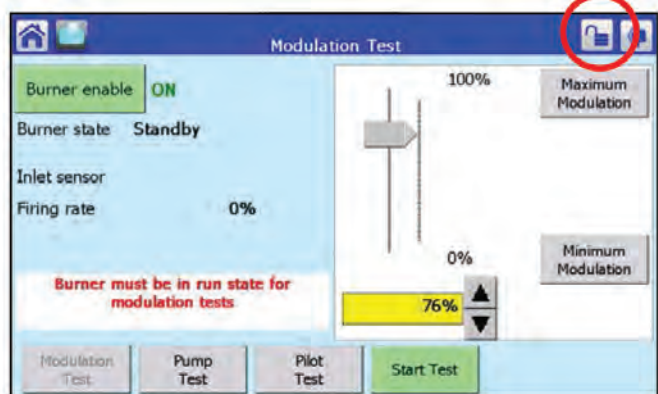 Modulation Test
Burner enable ON
Burner state Standby
Inlet sensor
Firing rate 0%
Burner must be in run state for
modulation tests
100%
0%
76%
Maximum
Modulation
Minimum
Modulation
Modulation
Test
Pump
Test
Pilot
Test
Start Test